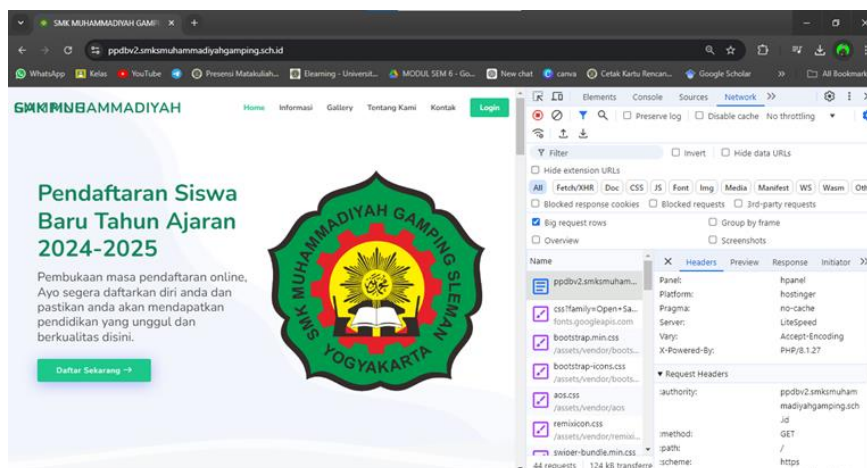 SMK MUHAMMADIYAH GAMPI
ppdbv2.smksmuhammadiyahgamping.sch.id
WhatsApp Kelas YouTube Presensi Matakuliah... Elearning - Universit... MODUL SEM 6 - Go... New chat canva Cetak Kartu Rencan... Google Scholar All Bookmark
MUHAMMADIYAH
Home Informasi Gallery Tentang Kami Kontak Login
Pendaftaran Siswa
Baru Tahun Ajaran
2024-2025
Pembukaan masa pendaftaran online,
Ayo segera daftarkan diri anda dan
pastikan anda akan mendapatkan
pendidikan yang unggul dan
berkualitas disini.
Daftar Sekarang →
SMK MUHAMMADIYAH GAMPING SLEMAN
YOGYAKARTA
Elements Console Sources Network
Preserve log Disable cache No throttling
Filter Invert Hide data URLs
Hide extension URLs
All Fetch/XHR Doc CSS JS Font Img Media Manifest WS Wasm Oth
Blocked response cookies Blocked requests 3rd-party requests
Big request rows Group by frame
Overview Screenshots
Name
ppdbv2.smksmuham...
css?family=Open+Sa...
fonts.googleapis.com
bootstrap.min.css
/assets/vendor/boots...
bootstrap-icons.css
/assets/vendor/boots...
aos.css
/assets/vendor/aos
remixicon.css
/assets/vendor/remixi...
swiper-bundle.min.css
44 requests 124 kB transferre
Headers Preview Response Initiator
Panel: hpanel
Platform: hostinger
Pragma: no-cache
Server: LiteSpeed
Vary: Accept-Encoding
X-Powered-By: PHP/8.1.27
Request Headers
:authority: ppdbv2.smksmuham
madiyahgamping.sch
.id
:method: GET
:path: /
:scheme: https